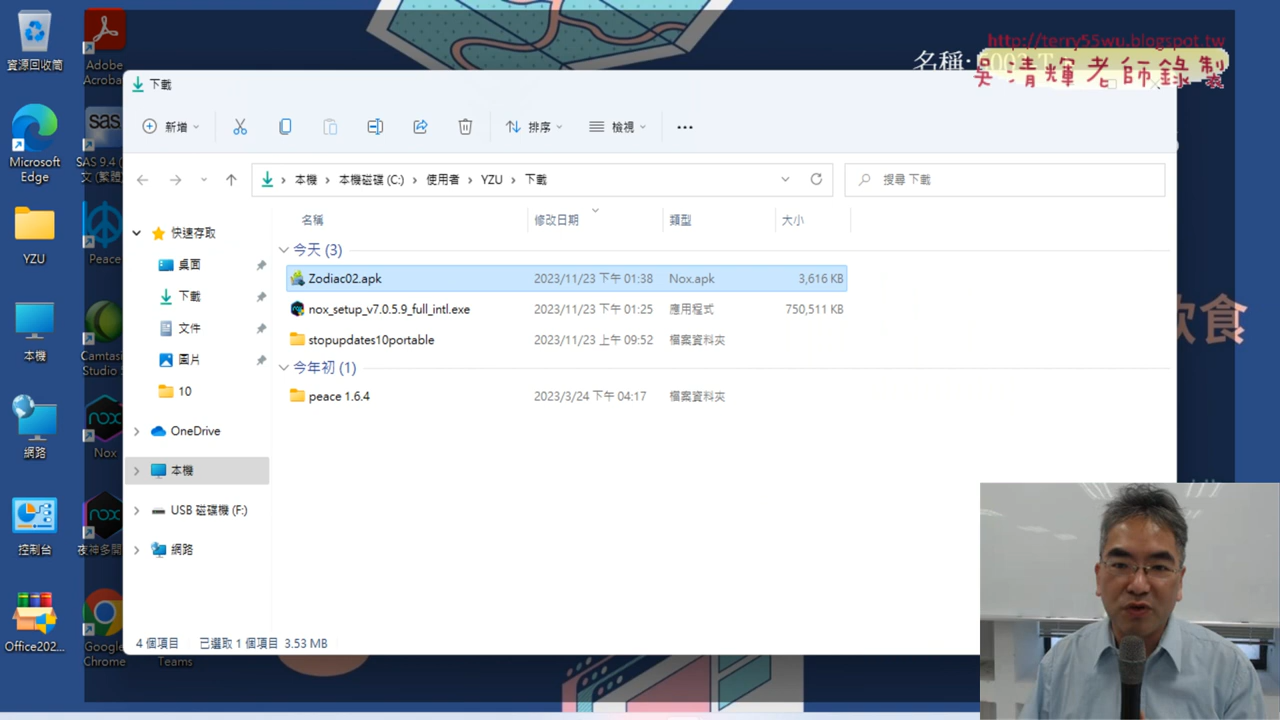 http://terry55wu.blogspot.tw
吳清輝老師錄製
名稱:
資源回收筒
Adobe
Acroba
Microsoft
Edge
SAS 9.4 (
文 (繁體
YZU
Peace
本機
Camtasi
Studio
網路
Nox
控制台
夜神多開
Office202...
Google
Chrome
Teams
飲食
下載
新增
排序
檢視
本機 > 本機磁碟 (C:) > 使用者 > YZU > 下載
搜尋 下載
快速存取
桌面
下載
文件
圖片
10
OneDrive
本機
USB 磁碟機 (F:)
網路
名稱 修改日期 類型 大小
今天 (3)
Zodiac02.apk 2023/11/23 下午 01:38 Nox.apk 3,616 KB
nox_setup_v7.0.5.9_full_intl.exe 2023/11/23 下午 01:25 應用程式 750,511 KB
stopupdates10portable 2023/11/23 上午 09:52 檔案資料夾
今年初 (1)
peace 1.6.4 2023/3/24 下午 04:17 檔案資料夾
4 個項目 已選取 1 個項目 3.53 MB